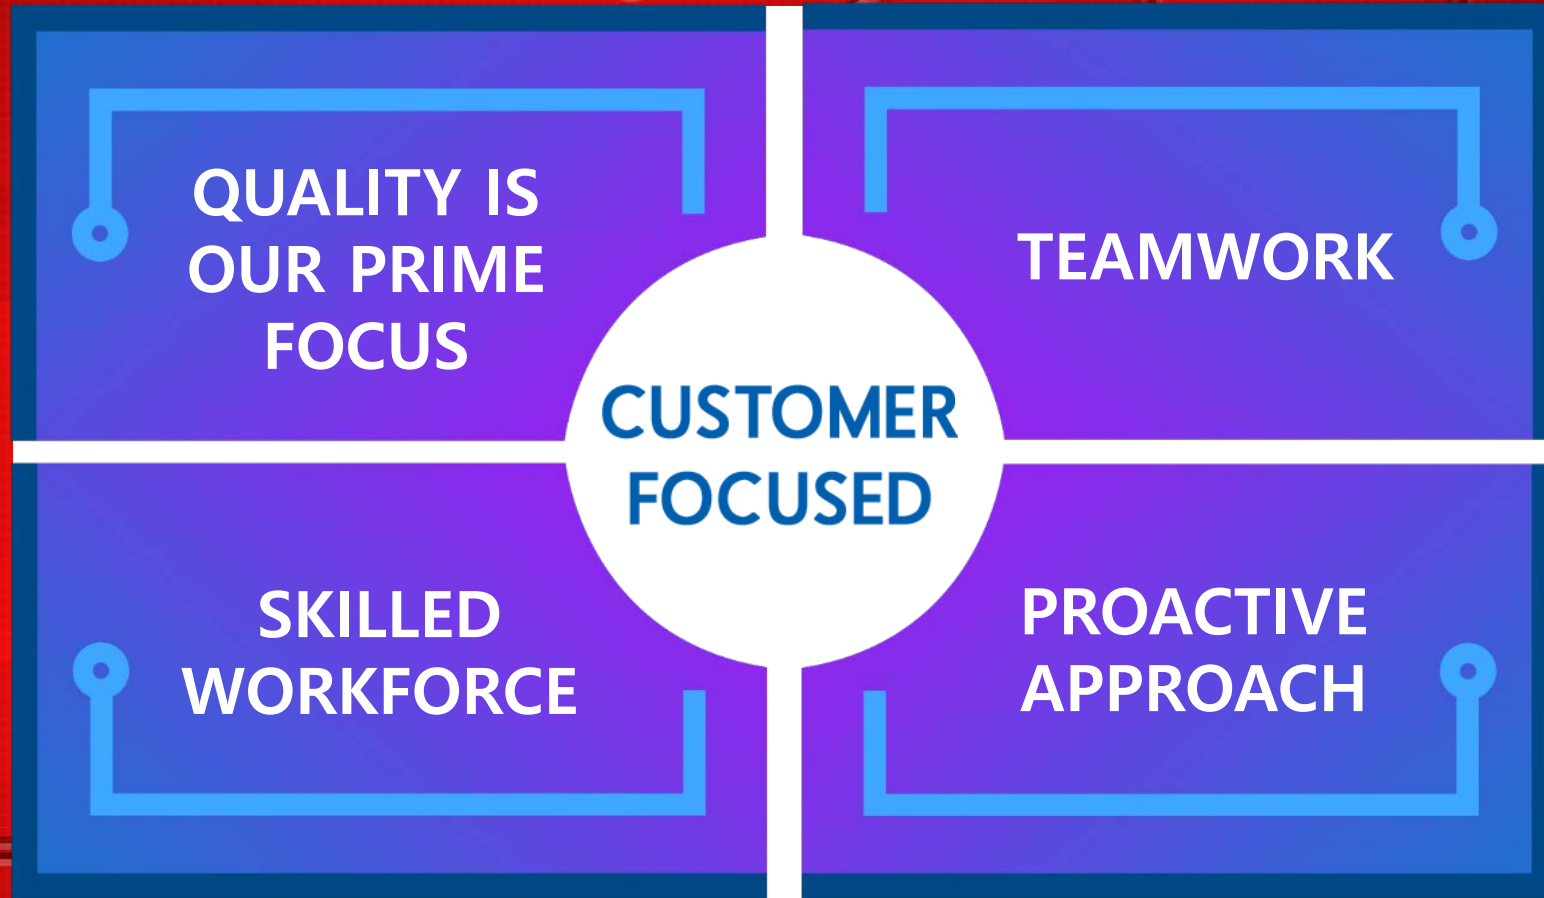 QUALITY IS
OUR PRIME
FOCUS
TEAMWORK
CUSTOMER
FOCUSED
SKILLED
WORKFORCE
PROACTIVE
APPROACH